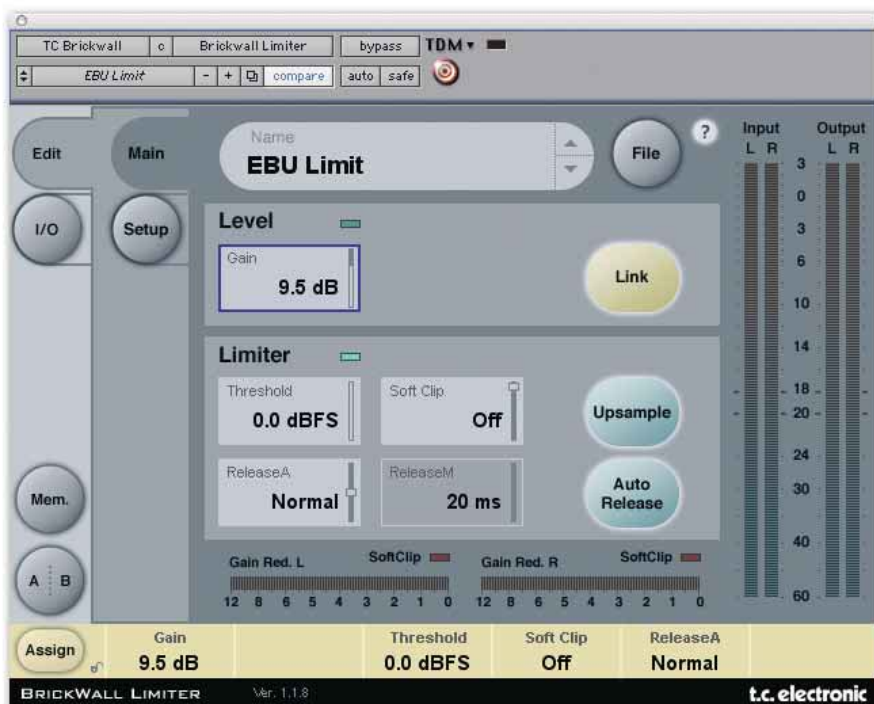 TC Brickwall c Brickwall Limiter bypass TDM
EBU Limit - + compare auto safe
Edit
Main
Name
EBU Limit
File
?
Input Output
L R L R
3
0
3
6
10
14
18
20
24
30
40
60
I/O
Setup
Level
Gain
9.5 dB
Link
Limiter
Threshold
0.0 dBFS
Soft Clip
Off
Upsample
ReleaseA
Normal
ReleaseM
20 ms
Auto
Release
Mem.
A B
Gain Red. L SoftClip Gain Red. R SoftClip
12 8 6 5 4 3 2 1 0 12 8 6 5 4 3 2 1 0
Assign
Gain Threshold Soft Clip ReleaseA
9.5 dB 0.0 dBFS Off Normal
BRICKWALL LIMITER Ver. 1.1.8 t.c. electronic